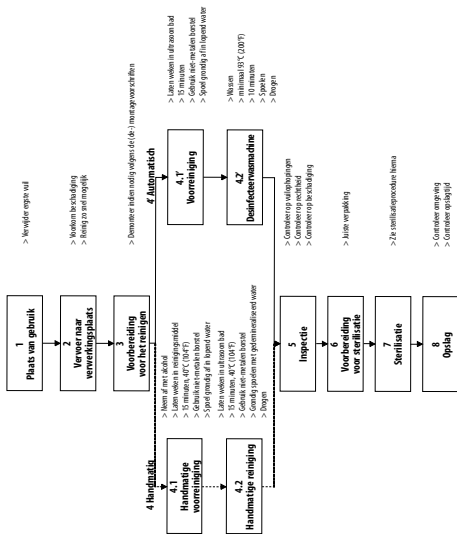 1
Plaats van gebruik
> Verwijder ergste vuil
2
Vervoer naar
verwerkingsplaats
> Voorkom beschadiging
> Reinig zo snel mogelijk
3
Voorbereiding
voor het reinigen
> Demonteer indien nodig volgens de (de-) montagevoorschriften
4 Handmatig
4.1
Handmatige
voorreiniging
> Neem af met alcohol
> Laten weken in reinigingsmiddel
> 15 minuten, 40°C (104°F)
> Gebruik niet-metalen borstel
> Spoel grondig af in lopend water
4.2
Handmatige reiniging
> Laten weken in ultrasoon bad
> 15 minuten, 40°C (104°F)
> Gebruik niet-metalen borstel
> Grondig spoelen met gedemineraliseerd water
> Drogen
4' Automatisch
4.1'
Voorreiniging
> Laten weken in ultrasoon bad
> 15 minuten
> Gebruik niet-metalen borstel
> Spoel grondig af in lopend water
4.2'
Desinfecteerwasmachine
> Wassen
> minimaal 93°C (200°F)
> 10 minuten
> Spoelen
> Drogen
5
Inspectie
> Controleer op vuilophopingen
> Controleer op rechtheid
> Controleer op beschadiging
6
Voorbereiding
voor sterilisatie
> Juiste verpakking
7
Sterilisatie
> Zie sterilisatieprocedure hierna
8
Opslag
> Controleer omgeving
> Controleer opslagtijd